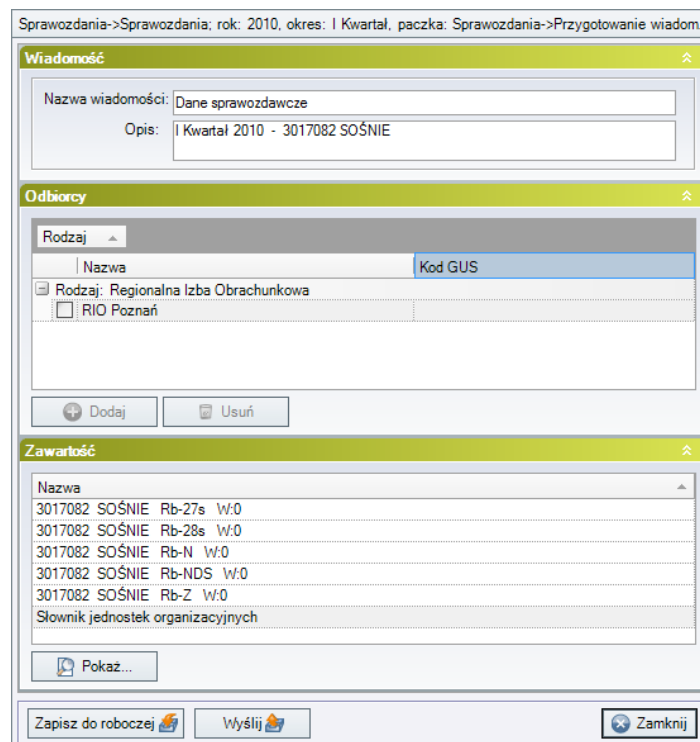 Sprawozdania->Sprawozdania; rok: 2010, okres: I Kwartał, paczka: Sprawozdania->Przygotowanie wiadom
Wiadomość
Nazwa wiadomości: Dane sprawozdawcze
Opis: I Kwartał 2010 - 3017082 SOŚNIE
Odbiorcy
Rodzaj
Nazwa Kod GUS
Rodzaj: Regionalna Izba Obrachunkowa
RIO Poznań
Dodaj Usuń
Zawartość
Nazwa
3017082 SOŚNIE Rb-27s W:0
3017082 SOŚNIE Rb-28s W:0
3017082 SOŚNIE Rb-N W:0
3017082 SOŚNIE Rb-NDS W:0
3017082 SOŚNIE Rb-Z W:0
Słownik jednostek organizacyjnych
Pokaż...
Zapisz do roboczej Wyślij Zamknij